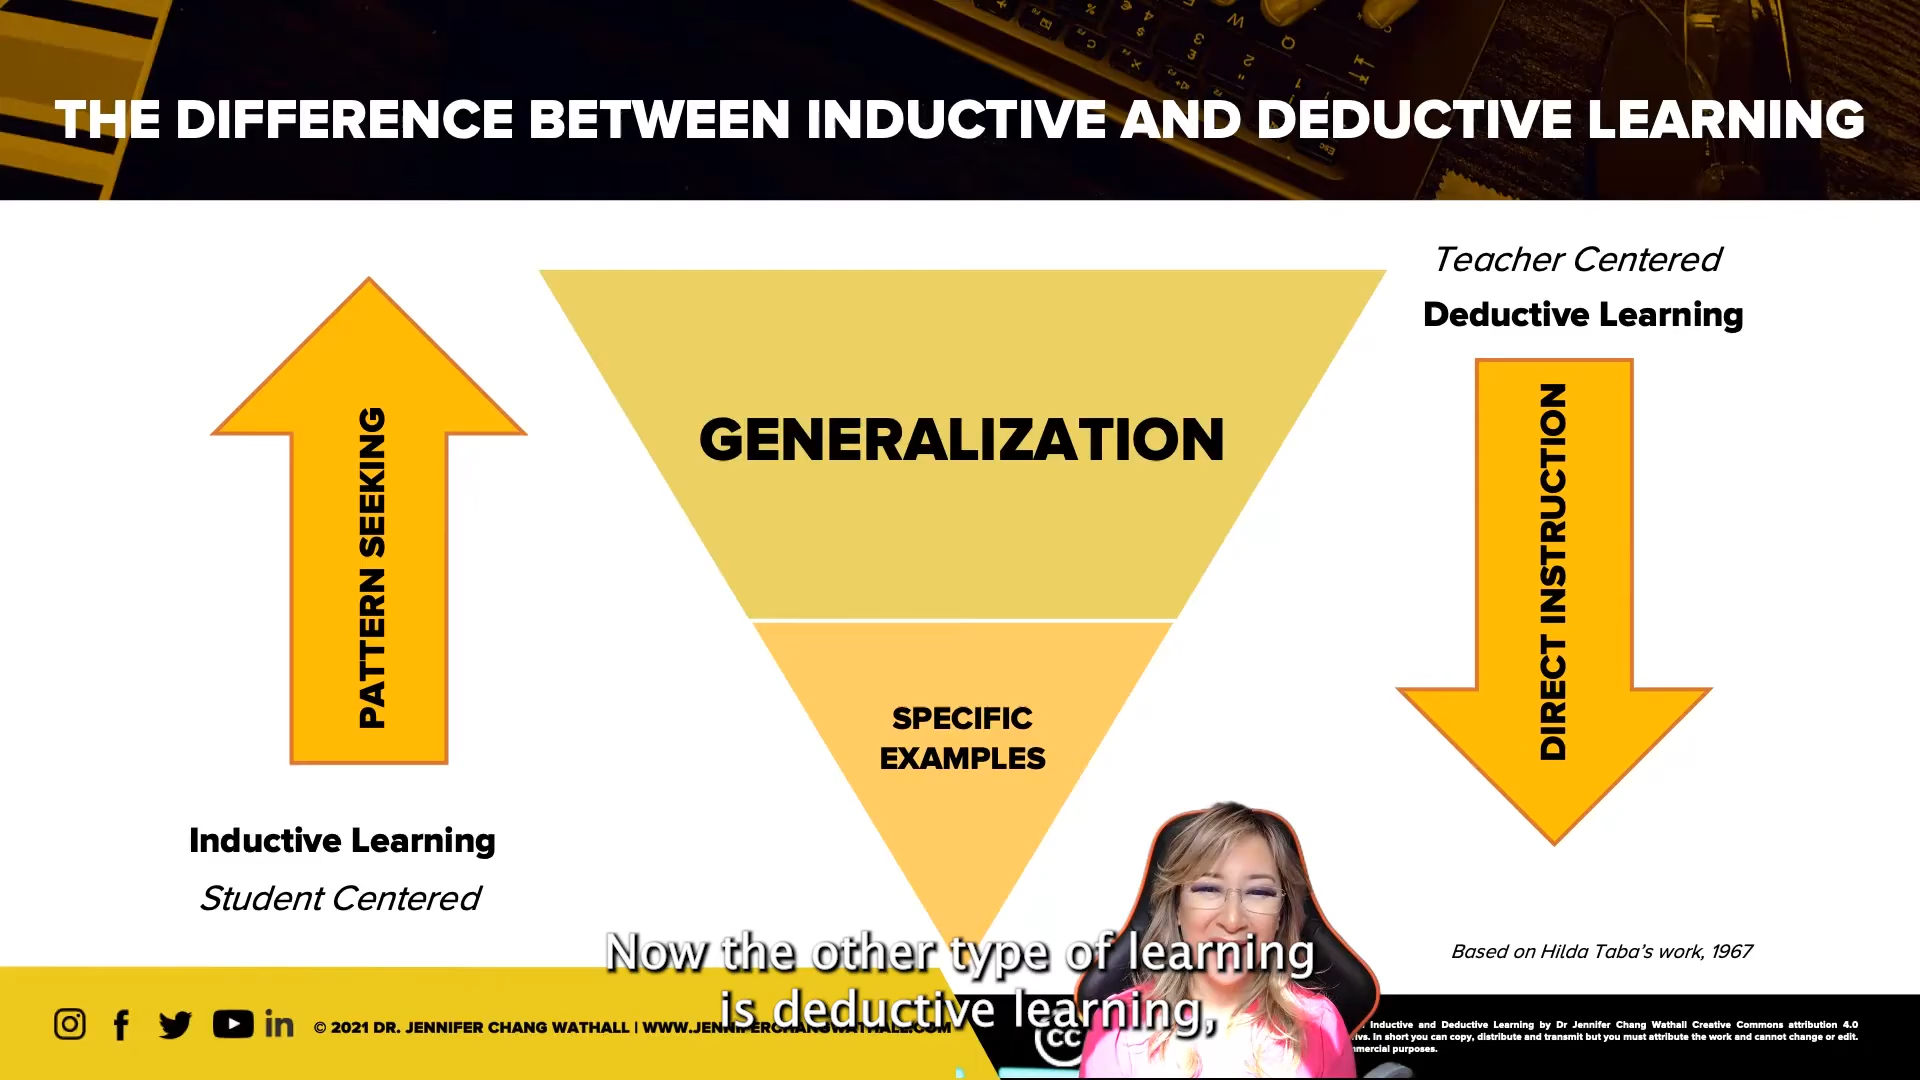 THE DIFFERENCE BETWEEN INDUCTIVE AND DEDUCTIVE LEARNING
Teacher Centered
Deductive Learning
PATTERN SEEKING
GENERALIZATION
DIRECT INSTRUCTION
SPECIFIC
EXAMPLES
Inductive Learning
Student Centered
Based on Hilda Taba's work, 1967
Now the other type of learning
is deductive learning,
© 2021 DR. JENNIFER CHANG WATHALL | WWW.JENNIFERCHANGWATHALL.COM
cc
Inductive and Deductive Learning by Dr Jennifer Chang Wathall Creative Commons attribution 4.0
In short you can copy, distribute and transmit but you must attribute the work and cannot change or edit.
purposes.